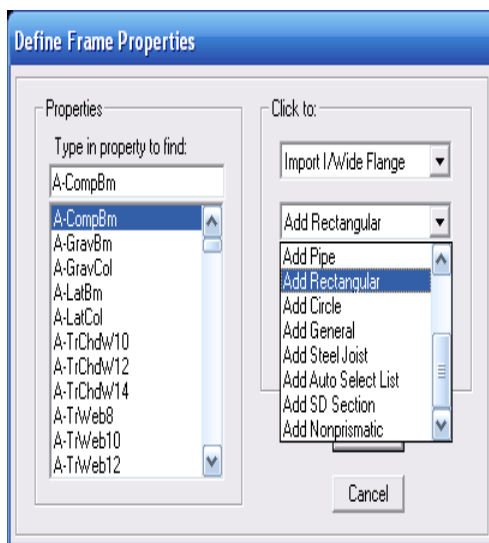 Define Frame Properties
Properties
Type in property to find:
A-CompBm
A-CompBm
A-GravBm
A-GravCol
A-LatBm
A-LatCol
A-TrChdW10
A-TrChdW12
A-TrChdW14
A-TrWeb8
A-TrWeb10
A-TrWeb12
Click to:
Import I/Wide Flange
Add Rectangular
Add Pipe
Add Rectangular
Add Circle
Add General
Add Steel Joist
Add Auto Select List
Add SD Section
Add Nonprismatic
Cancel